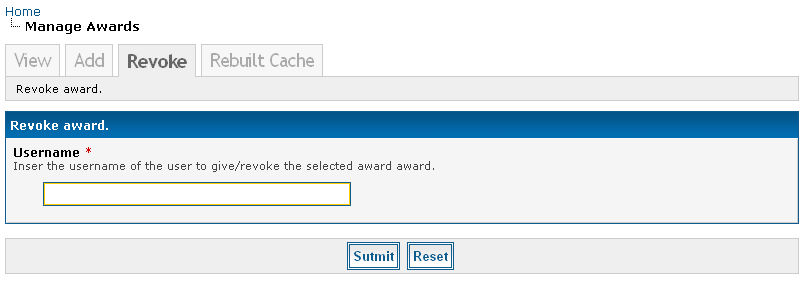 Home
Manage Awards
View Add Revoke Rebuilt Cache
Revoke award.
Revoke award.
Username *
Inser the username of the user to give/revoke the selected award award.
Sutmit Reset